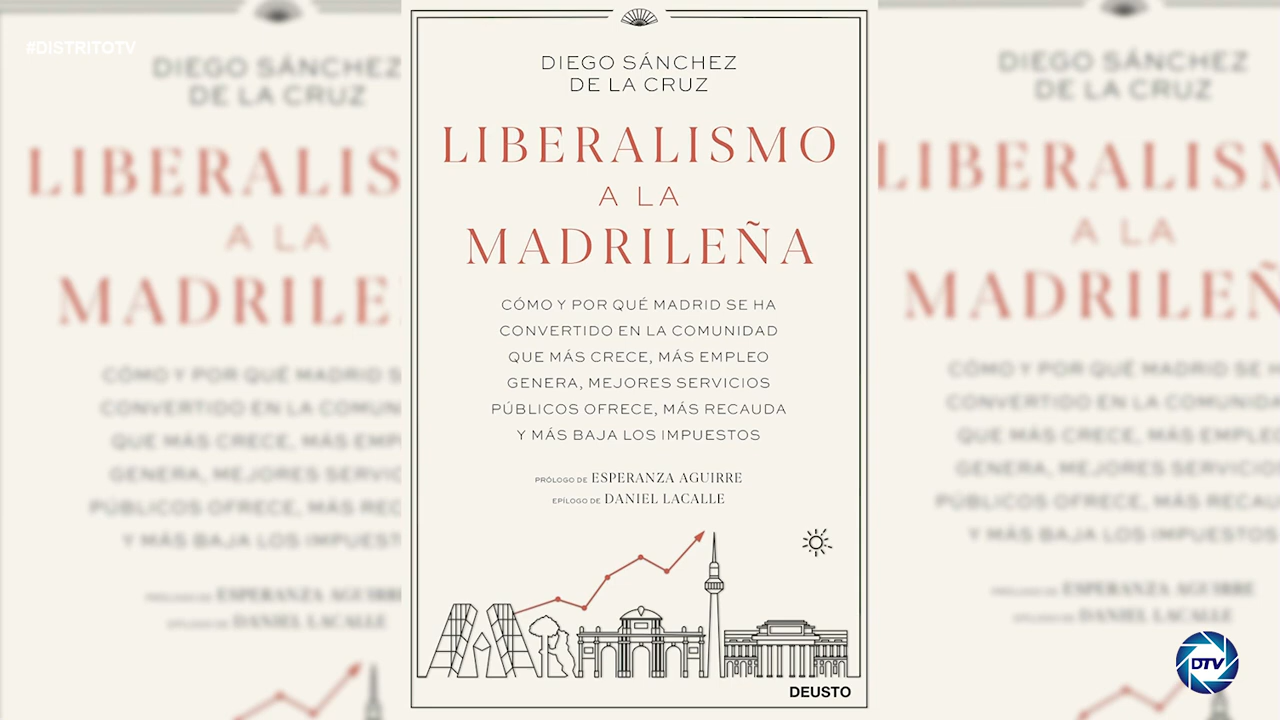 #DISTRITOTV
DIEGO SÁNCHEZ
DE LA CRUZ
LIBERALISMO
A LA
MADRILEÑA
CÓMO Y POR QUÉ MADRID SE HA
CONVERTIDO EN LA COMUNIDAD
QUE MÁS CRECE, MÁS EMPLEO
GENERA, MEJORES SERVICIOS
PÚBLICOS OFRECE, MÁS RECAUDA
Y MÁS BAJA LOS IMPUESTOS
PRÓLOGO DE ESPERANZA AGUIRRE
EPÍLOGO DE DANIEL LACALLE
DEUSTO
DTV